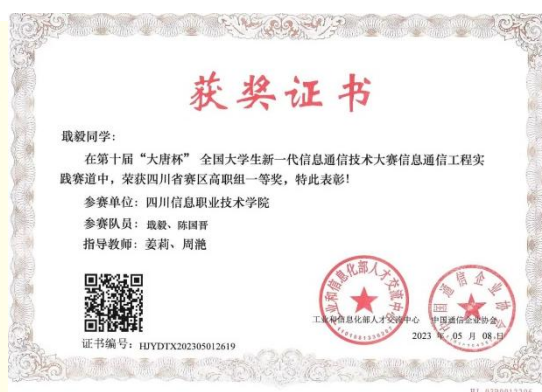 获奖证书
戢毅同学：
在第十届“大唐杯” 全国大学生新一代信息通信技术大赛信息通信工程实
践赛道中，荣获四川省赛区高职组一等奖，特此表彰！
参赛单位：四川信息职业技术学院
参赛队员：戢毅、陈国晋
指导教师：姜莉、周滟
工业和信息化部人才交流中心
中国通信企业协会
证书编号：HJYDTX202305012619
2023 年 05 月 08 日